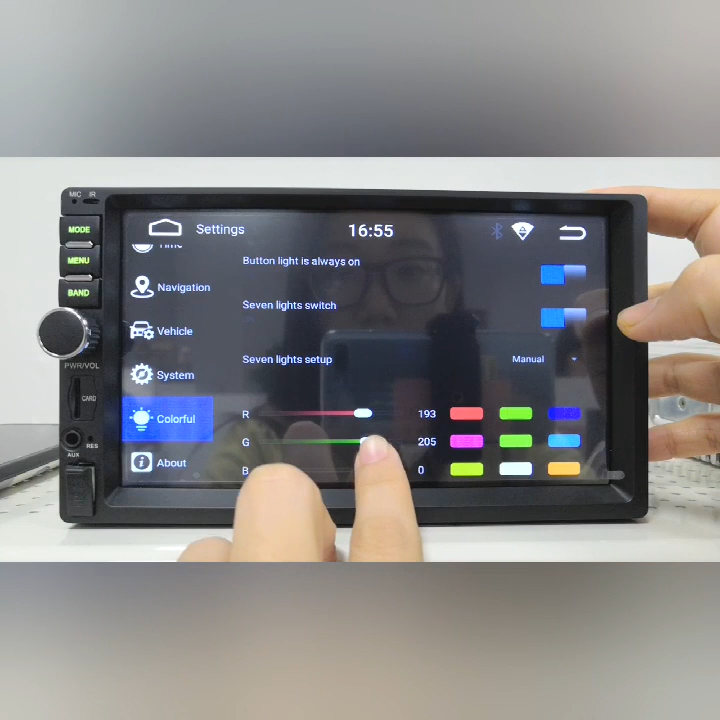 MIC IR
MODE
MENU
BAND
PWR/VOL
CARD
RES
AUX
Settings 16:55
Time
Navigation
Vehicle
System
Colorful
About
Button light is always on
Seven lights switch
Seven lights setup Manual
R 193
G 205
B 0